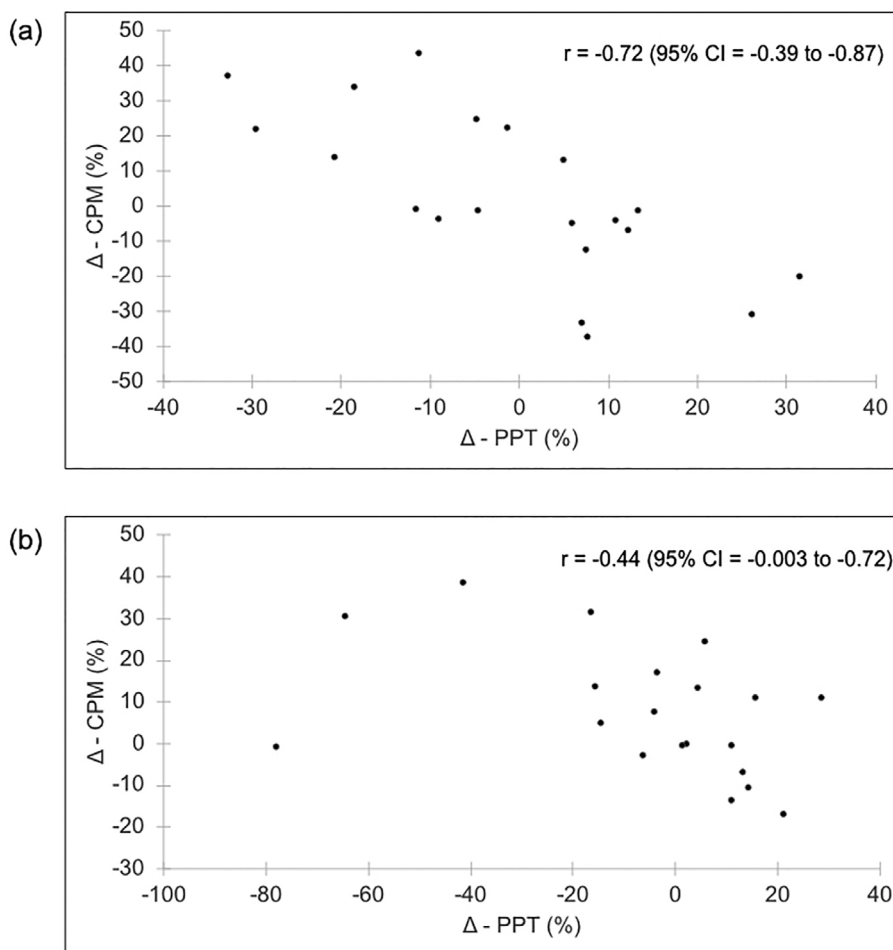 (a)
r = -0.72 (95% CI = -0.39 to -0.87)
Δ - CPM (%)
50
40
30
20
10
0
-10
-20
-30
-40
-50
-40 -30 -20 -10 0 10 20 30 40
Δ - PPT (%)
(b)
r = -0.44 (95% CI = -0.003 to -0.72)
Δ - CPM (%)
50
40
30
20
10
0
-10
-20
-30
-100 -80 -60 -40 -20 0 20 40
Δ - PPT (%)